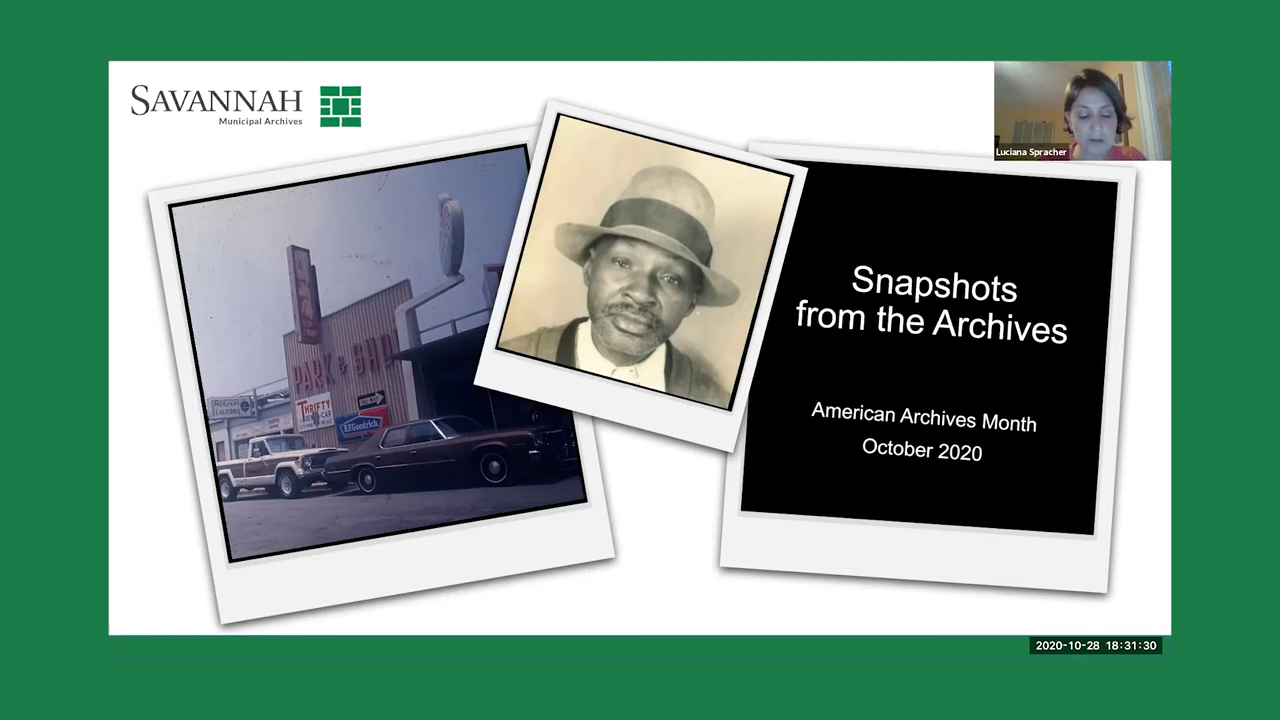 SAVANNAH
Municipal Archives
Luciana Spracher
Snapshots
from the Archives
American Archives Month
October 2020
PARK & SHO
THRIFTY
BFGoodrich
2020-10-28 18:31:30